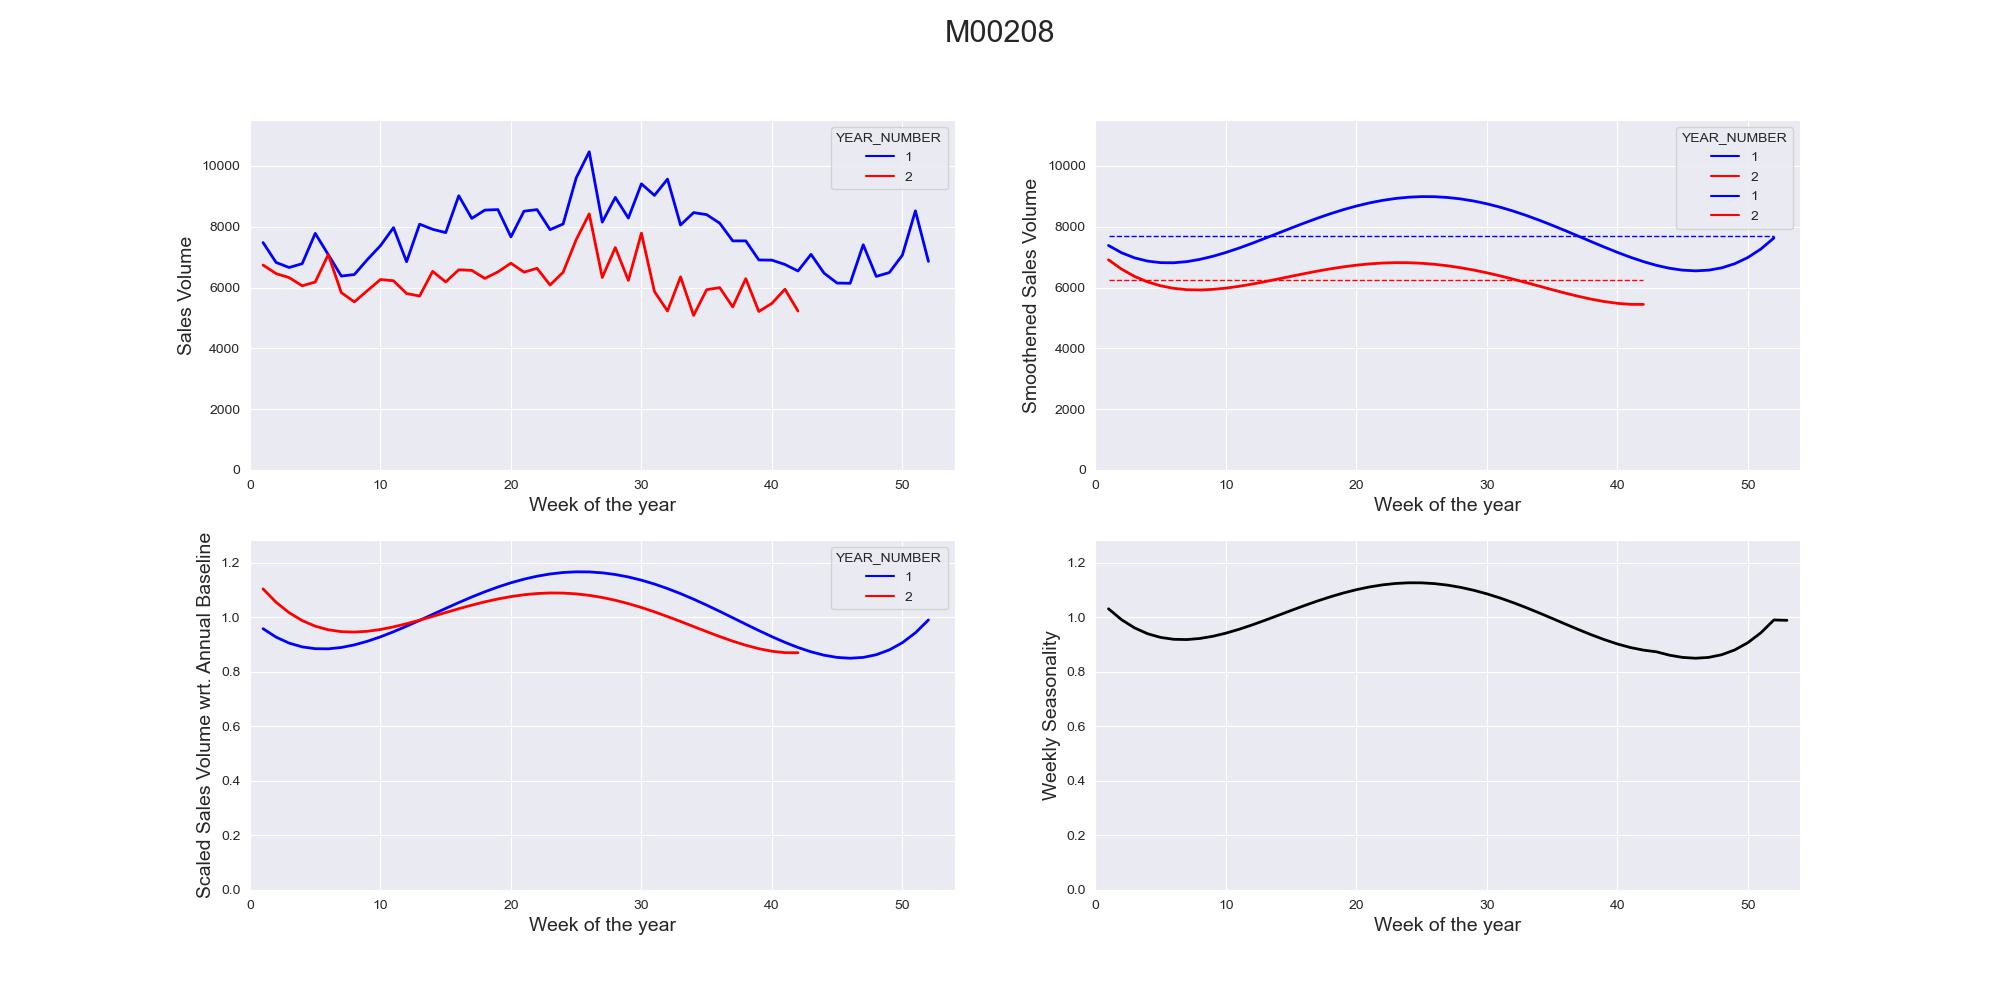 M00208
Sales Volume
10000
8000
6000
4000
2000
0
0 10 20 30 40 50
Week of the year
YEAR_NUMBER
1
2
Smoothened Sales Volume
10000
8000
6000
4000
2000
0
0 10 20 30 40 50
Week of the year
YEAR_NUMBER
1
2
1
2
Scaled Sales Volume wrt. Annual Baseline
1.2
1.0
0.8
0.6
0.4
0.2
0.0
0 10 20 30 40 50
Week of the year
YEAR_NUMBER
1
2
Weekly Seasonality
1.2
1.0
0.8
0.6
0.4
0.2
0.0
0 10 20 30 40 50
Week of the year